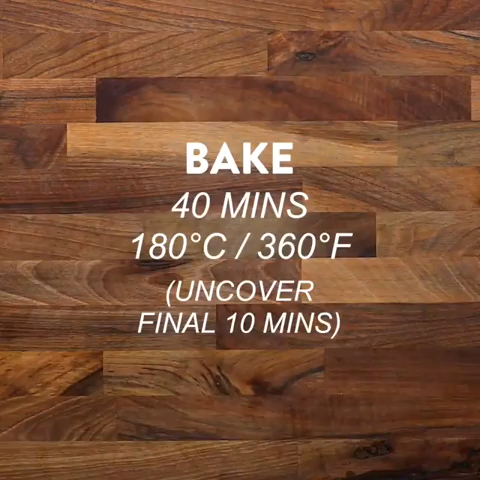 BAKE
40 MINS
180°C / 360°F
(UNCOVER
FINAL 10 MINS)